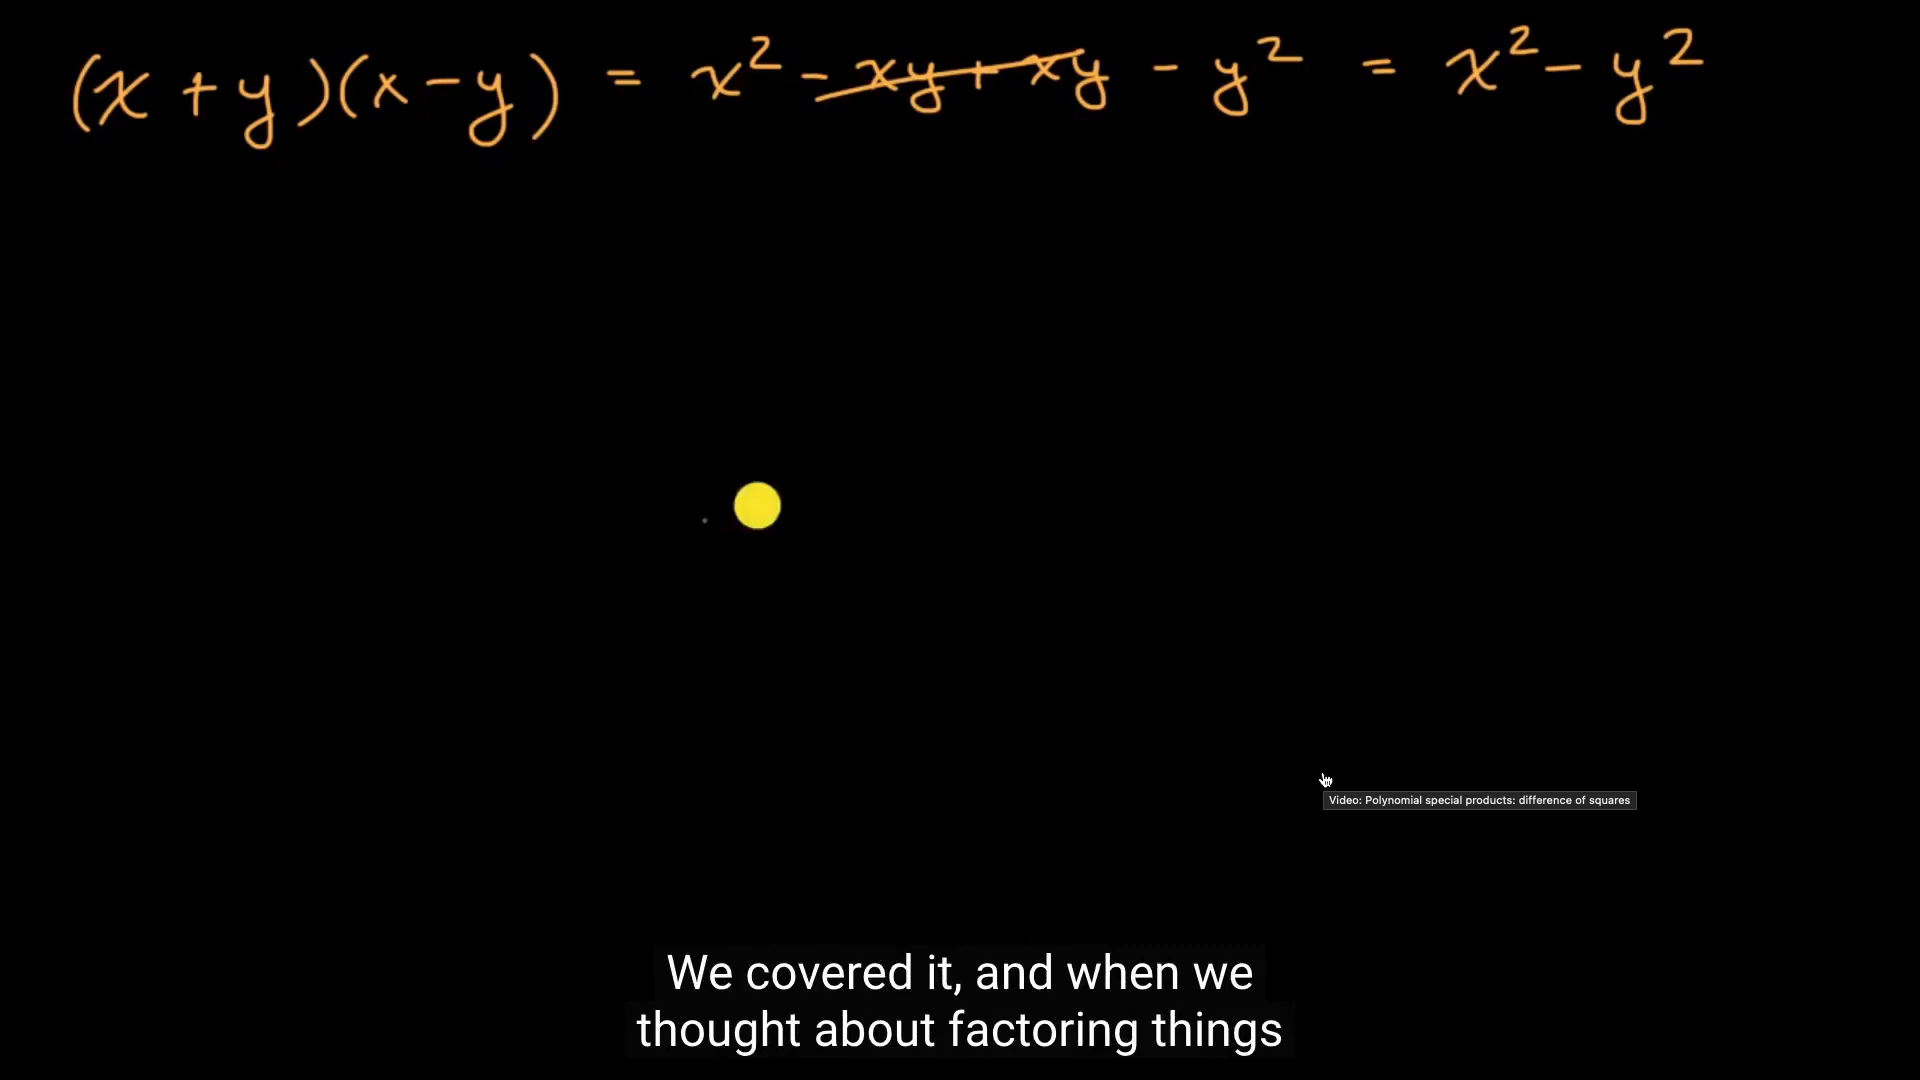 (x + y)(x - y) = x² - xy + xy - y² = x² - y²
Video: Polynomial special products: difference of squares
We covered it, and when we
thought about factoring things